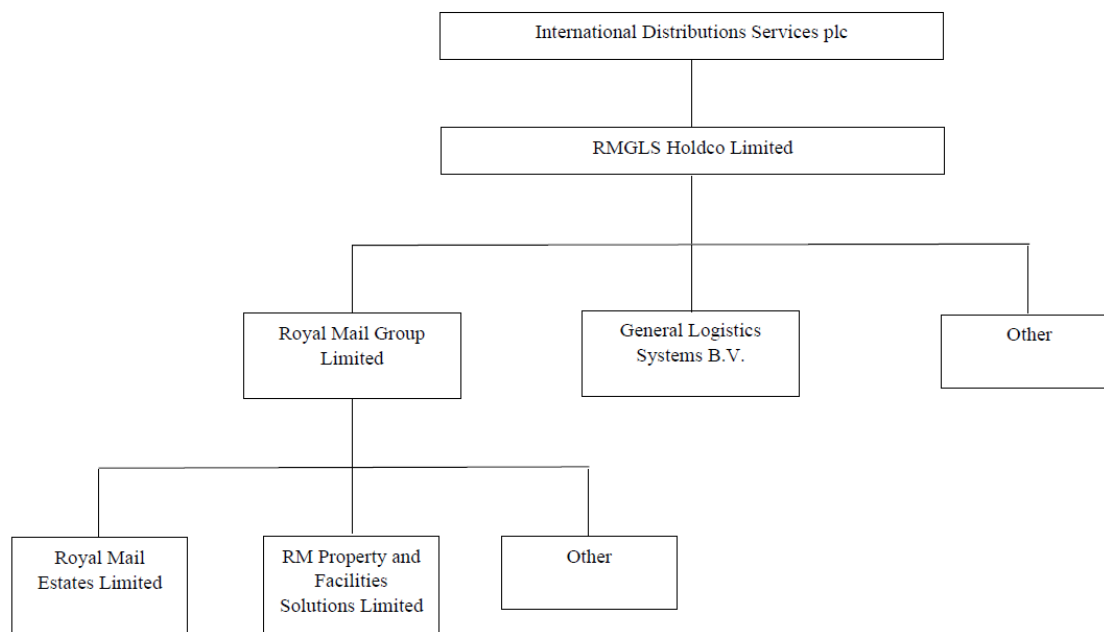 International Distributions Services plc
RMGLS Holdco Limited
Royal Mail Group
Limited
General Logistics
Systems B.V.
Other
Royal Mail
Estates Limited
RM Property and
Facilities
Solutions Limited
Other